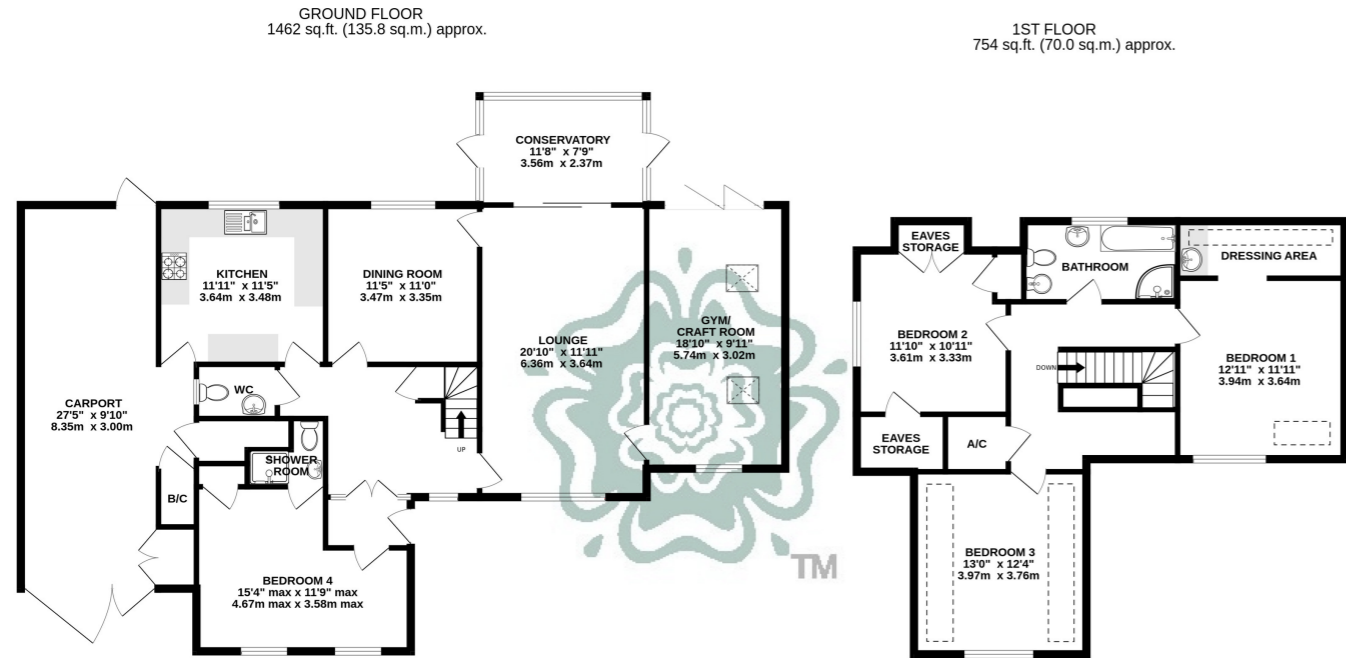 GROUND FLOOR
1462 sq.ft. (135.8 sq.m.) approx.
1ST FLOOR
754 sq.ft. (70.0 sq.m.) approx.
CONSERVATORY
11'8" x 7'9"
3.56m x 2.37m
KITCHEN
11'11" x 11'5"
3.64m x 3.48m
DINING ROOM
11'5" x 11'0"
3.47m x 3.35m
LOUNGE
20'10" x 11'11"
6.36m x 3.64m
GYM/
CRAFT ROOM
18'10" x 9'11"
5.74m x 3.02m
CARPORT
27'5" x 9'10"
8.35m x 3.00m
WC
SHOWER
ROOM
UP
B/C
BEDROOM 4
15'4" max x 11'9" max
4.67m max x 3.58m max
TM
EAVES
STORAGE
BATHROOM
DRESSING AREA
BEDROOM 2
11'10" x 10'11"
3.61m x 3.33m
DOWN
BEDROOM 1
12'11" x 11'11"
3.94m x 3.64m
EAVES
STORAGE
A/C
BEDROOM 3
13'0" x 12'4"
3.97m x 3.76m